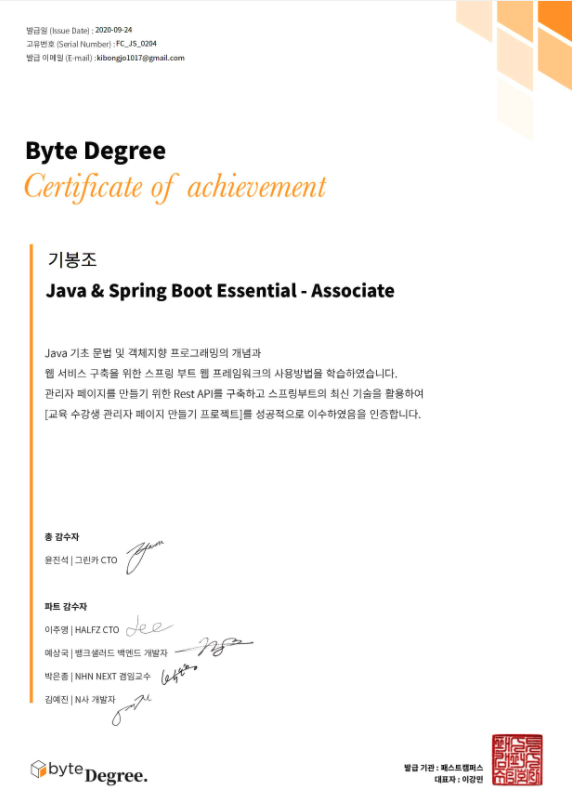 발급일 (Issue Date) : 2020-09-24
고유번호 (Serial Number) : FC_JS_0204
발급 이메일 (E-mail) : kibongjo1017@gmail.com
Byte Degree
Certificate of achievement
기봉조
Java & Spring Boot Essential - Associate
Java 기초 문법 및 객체지향 프로그래밍의 개념과
웹 서비스 구축을 위한 스프링 부트 웹 프레임워크의 사용방법을 학습하였습니다.
관리자 페이지를 만들기 위한 Rest API를 구축하고 스프링부트의 최신 기술을 활용하여
[교육 수강생 관리자 페이지 만들기 프로젝트]를 성공적으로 이수하였음을 인증합니다.
총 감수자
윤진석 | 그린카 CTO
파트 감수자
이주영 | HALFZ CTO Lee
예상국 | 뱅크샐러드 백엔드 개발자
박은종 | NHN NEXT 겸임교수
김예진 | N사 개발자
byte Degree.
발급 기관 : 패스트캠퍼스
대표자 : 이강민